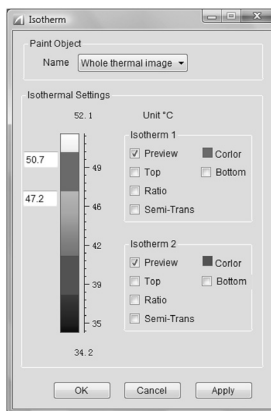 Isotherm
Paint Object
Name Whole thermal image
Isothermal Settings
52.1 Unit °C
Isotherm 1
Preview Corlor
50.7
49
Top Bottom
Ratio
47.2
46
Semi-Trans
42
Isotherm 2
Preview Corlor
39
Top Bottom
Ratio
35
Semi-Trans
34.2
OK Cancel Apply